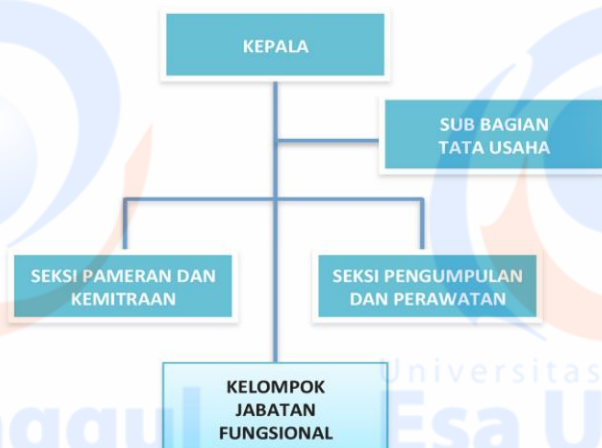 KEPALA
SUB BAGIAN
TATA USAHA
SEKSI PAMERAN DAN
KEMITRAAN
SEKSI PENGUMPULAN
DAN PERAWATAN
KELOMPOK
JABATAN
FUNGSIONAL
Universitas
Esa U